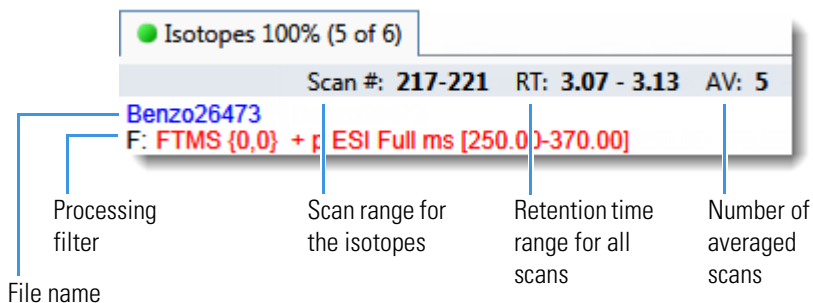 Isotopes 100% (5 of 6)
Scan #: 217-221 RT: 3.07 - 3.13 AV: 5
Benzo26473
F: FTMS {0,0} + p ESI Full ms [250.00-370.00]
Processing filter
Scan range for the isotopes
Retention time range for all scans
Number of averaged scans
File name